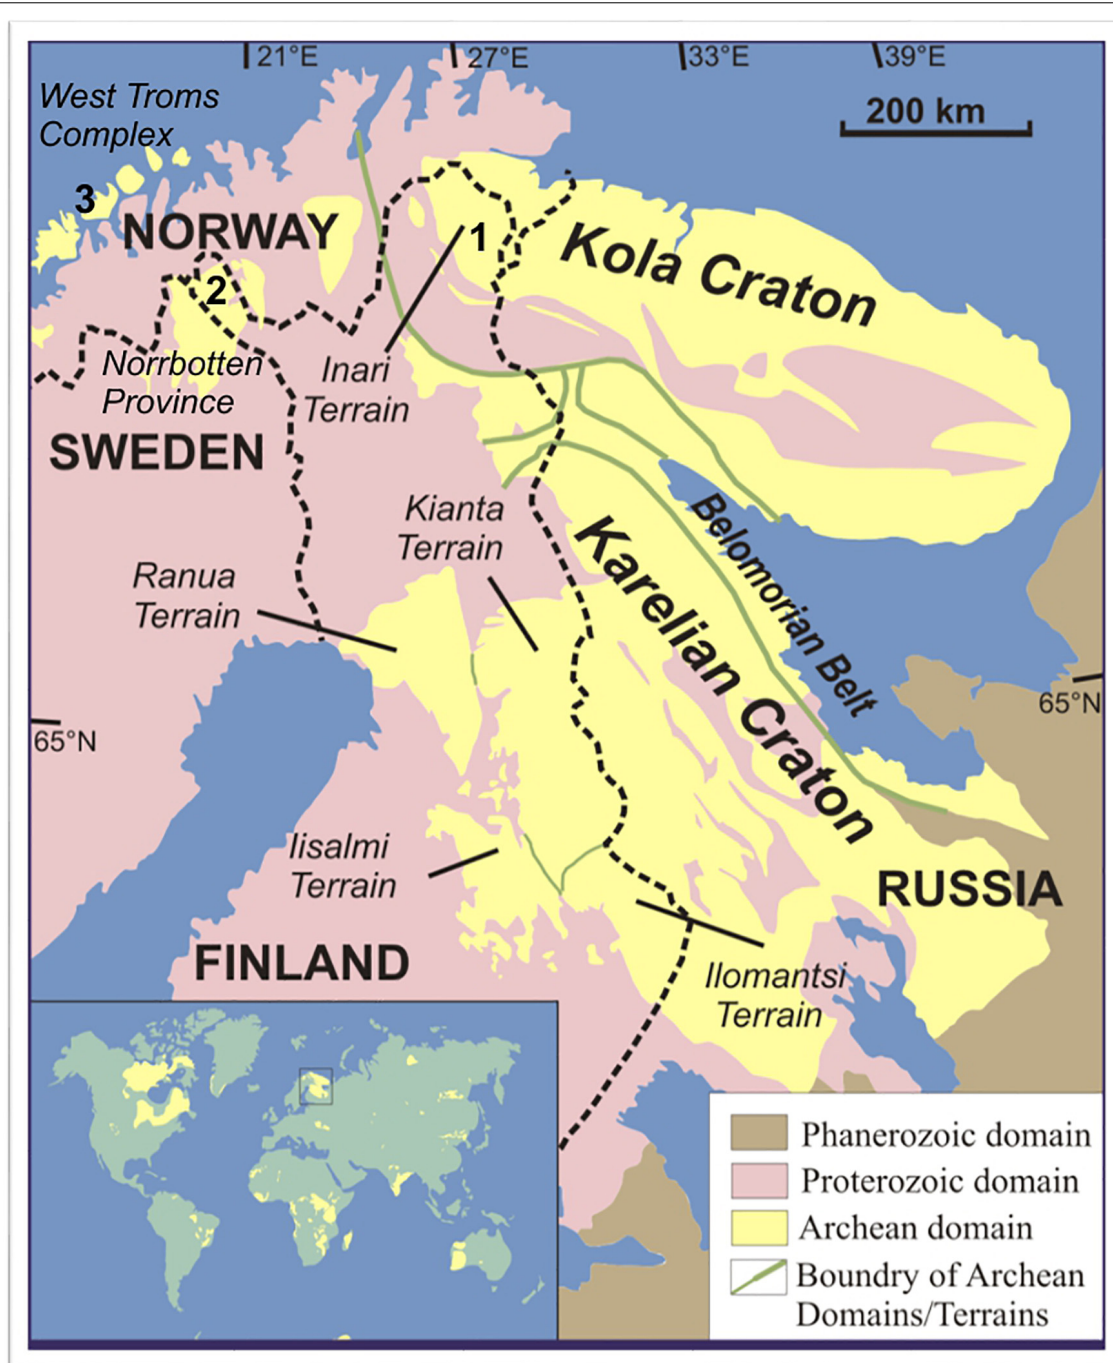 21°E
27°E
33°E
39°E
West Troms
Complex
200 km
3
NORWAY
1
Kola Craton
2
Norrbotten
Province
Inari
Terrain
SWEDEN
Kianta
Terrain
Belomorian Belt
Karelian Craton
Ranua
Terrain
65°N
65°N
Iisalmi
Terrain
RUSSIA
FINLAND
Ilomantsi
Terrain
Phanerozoic domain
Proterozoic domain
Archean domain
Boundry of Archean
Domains/Terrains